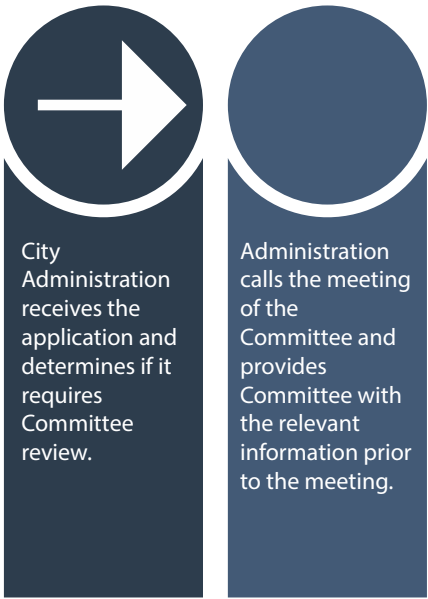 City
Administration
receives the
application and
determines if it
requires
Committee
review.
Administration
calls the meeting
of the
Committee and
provides
Committee with
the relevant
information prior
to the meeting.